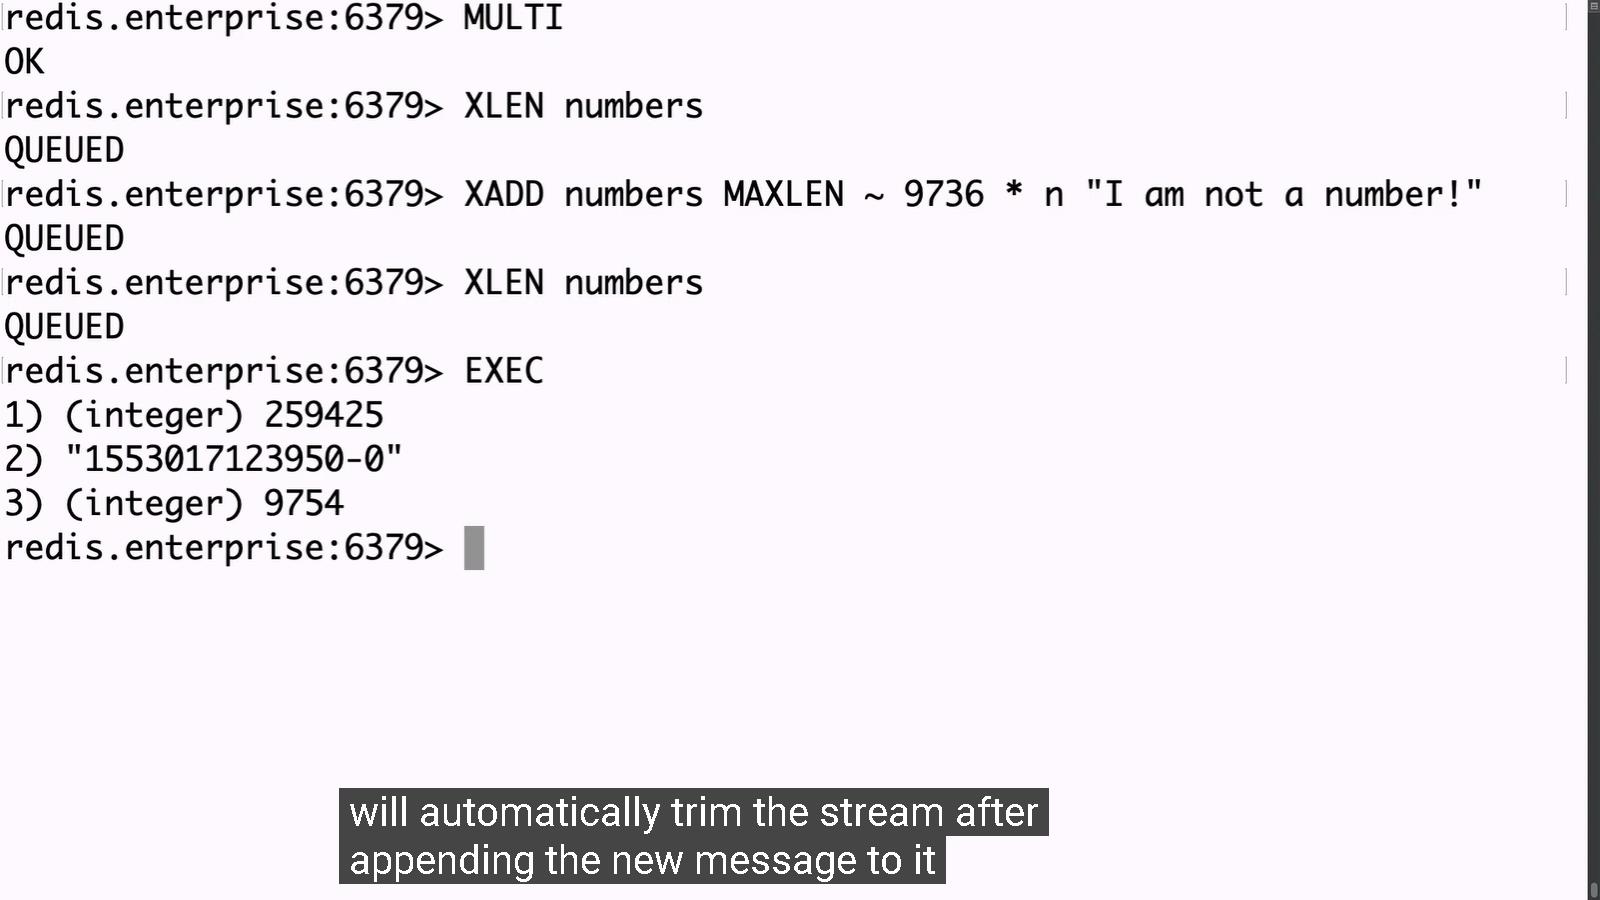 redis.enterprise:6379> MULTI
OK
redis.enterprise:6379> XLEN numbers
QUEUED
redis.enterprise:6379> XADD numbers MAXLEN ~ 9736 * n "I am not a number!"
QUEUED
redis.enterprise:6379> XLEN numbers
QUEUED
redis.enterprise:6379> EXEC
1) (integer) 259425
2) "1553017123950-0"
3) (integer) 9754
redis.enterprise:6379>
will automatically trim the stream after
appending the new message to it